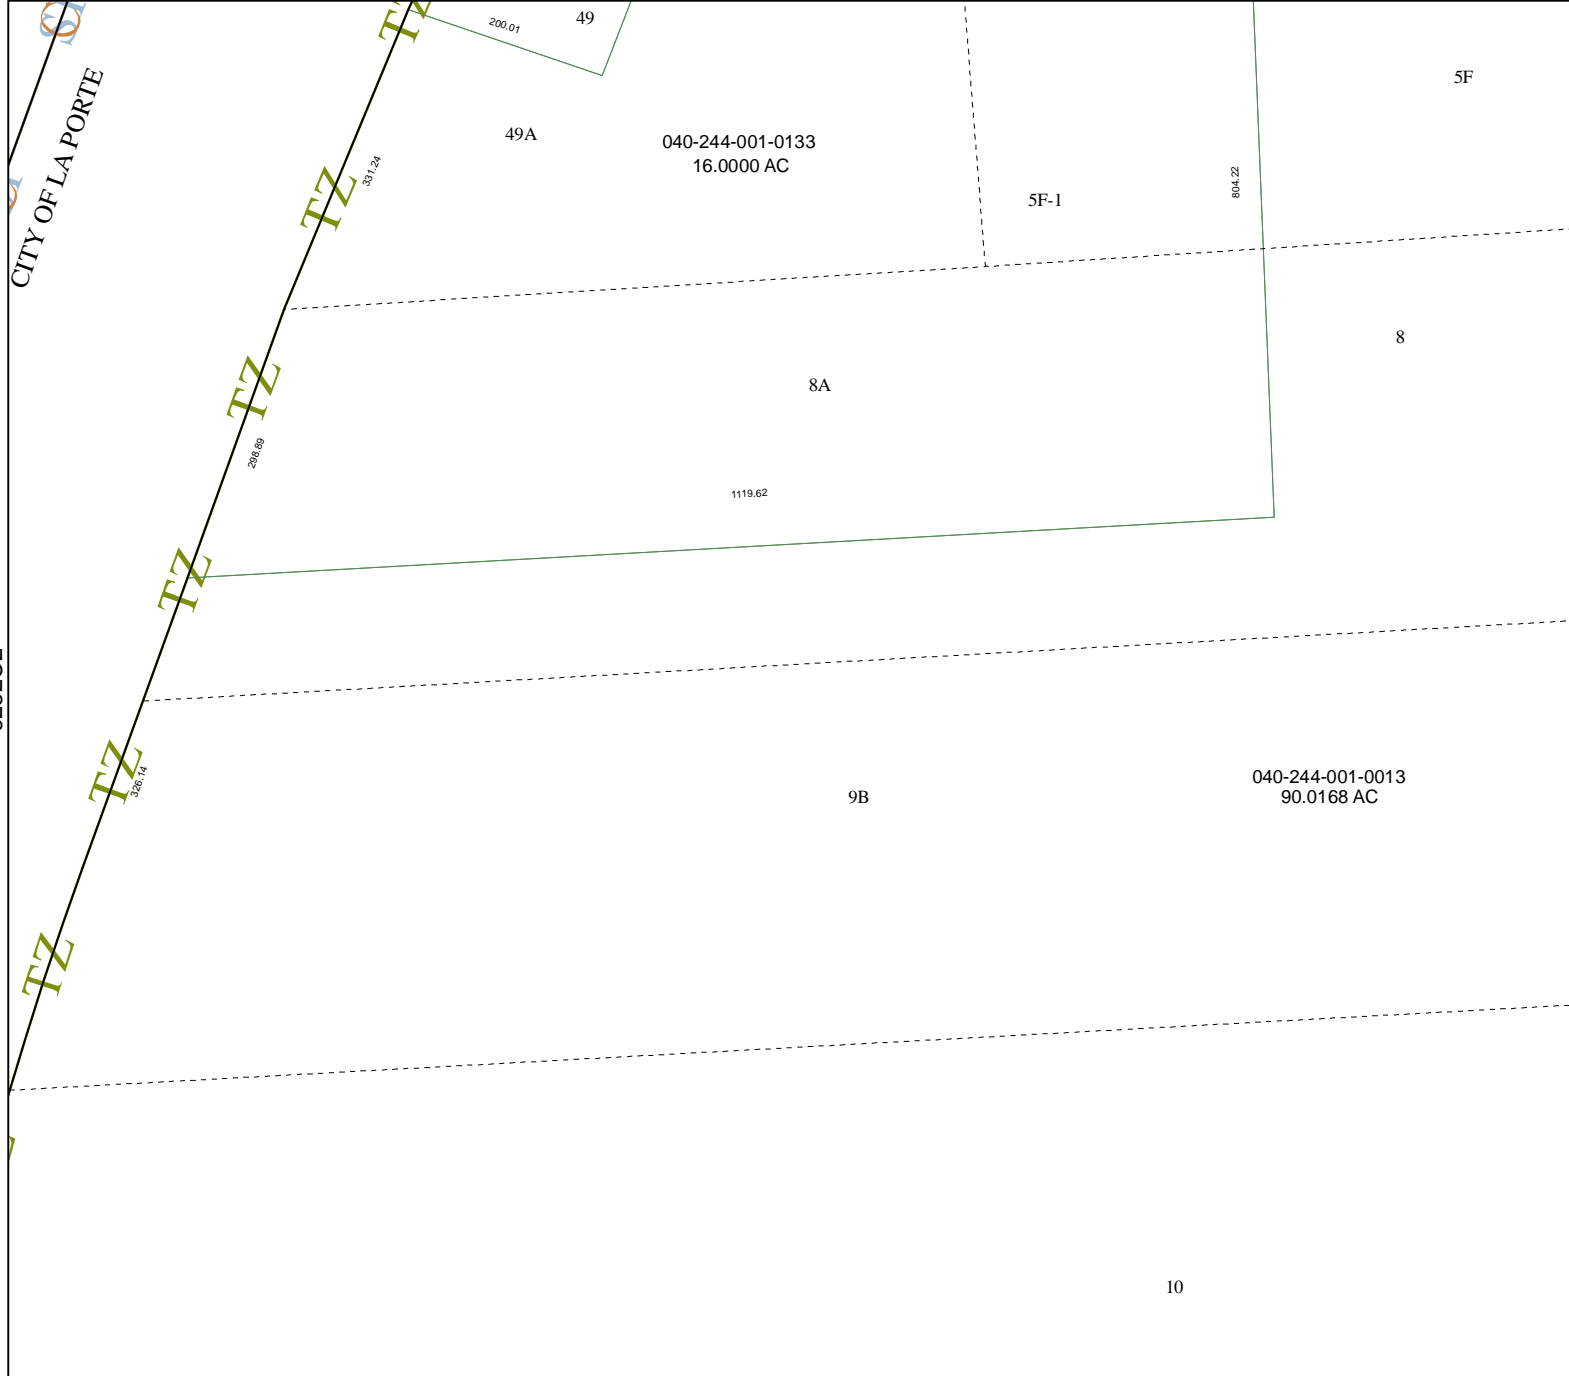 TZ
200.01
49
5F
CITY OF LA PORTE
49A
040-244-001-0133
16.0000 AC
331.24
TZ
5F-1
804.22
8
TZ
8A
298.89
1119.62
TZ
TZ
326.14
9B
040-244-001-0013
90.0168 AC
TZ
10